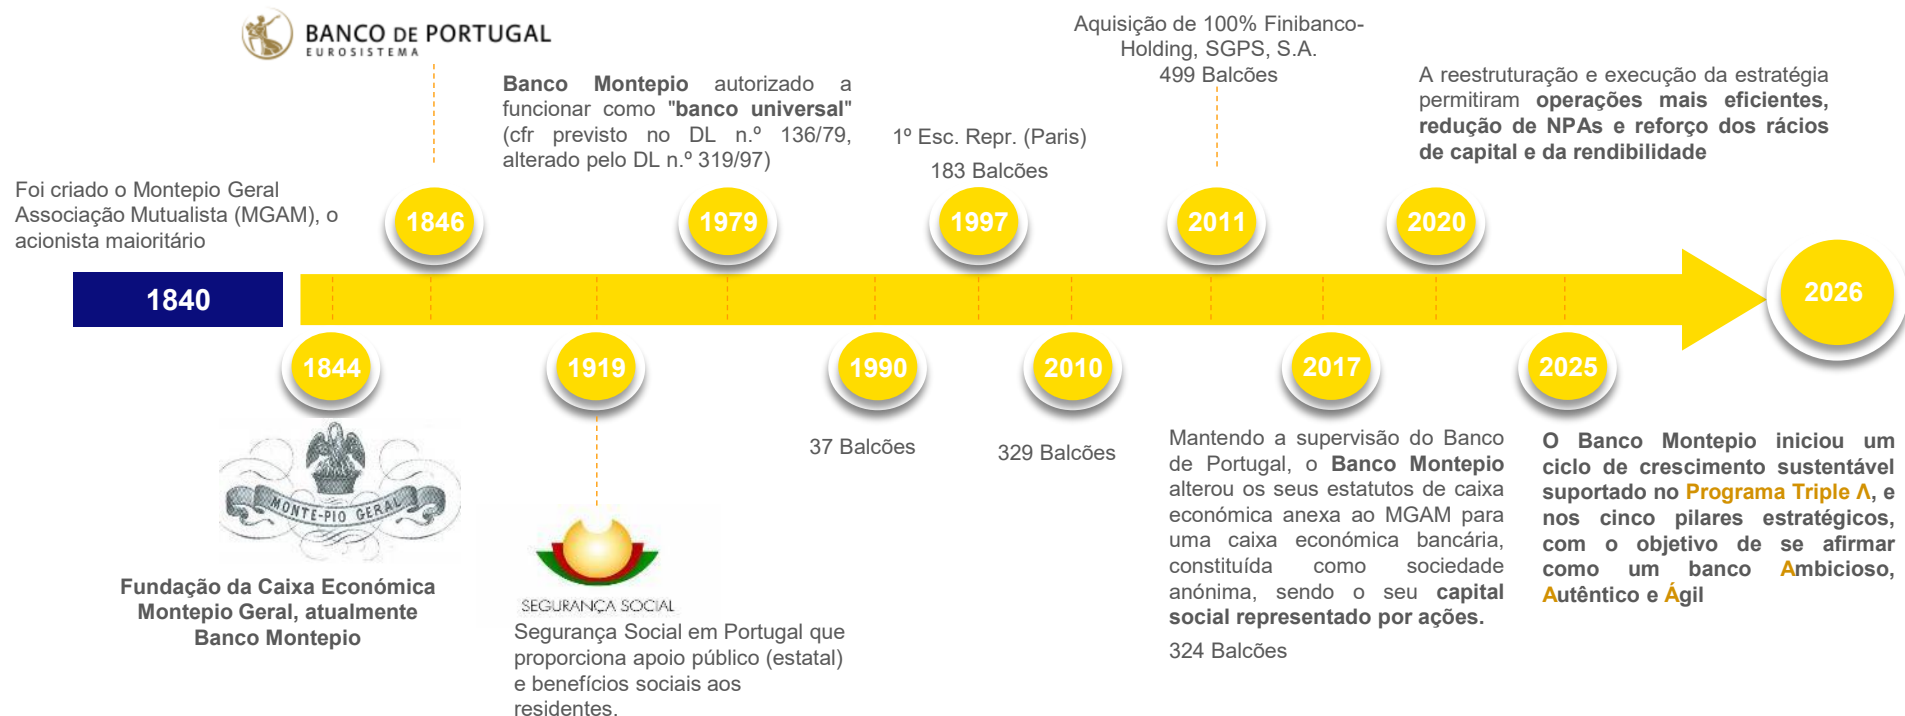 BANCO DE PORTUGAL
EUROSISTEMA
Aquisição de 100% Finibanco-
Holding, SGPS, S.A.
499 Balcões
Banco Montepio autorizado a
funcionar como "banco universal"
(cfr previsto no DL n.º 136/79,
alterado pelo DL n.º 319/97)
1º Esc. Repr. (Paris)
183 Balcões
A reestruturação e execução da estratégia
permitiram operações mais eficientes,
redução de NPAs e reforço dos rácios
de capital e da rendibilidade
Foi criado o Montepio Geral
Associação Mutualista (MGAM), o
acionista maioritário
1846
1979
1997
2011
2020
1840
2026
1844
1919
1990
2010
2017
2025
MONTE-PIO GERAL
Fundação da Caixa Económica
Montepio Geral, atualmente
Banco Montepio
SEGURANÇA SOCIAL
Segurança Social em Portugal que
proporciona apoio público (estatal)
e benefícios sociais aos
residentes.
37 Balcões
329 Balcões
Mantendo a supervisão do Banco
de Portugal, o Banco Montepio
alterou os seus estatutos de caixa
económica anexa ao MGAM para
uma caixa económica bancária,
constituída como sociedade
anónima, sendo o seu capital
social representado por ações.
324 Balcões
O Banco Montepio iniciou um
ciclo de crescimento sustentável
suportado no Programa Triple Λ, e
nos cinco pilares estratégicos,
com o objetivo de se afirmar
como um banco Ambicioso,
Autêntico e Ágil